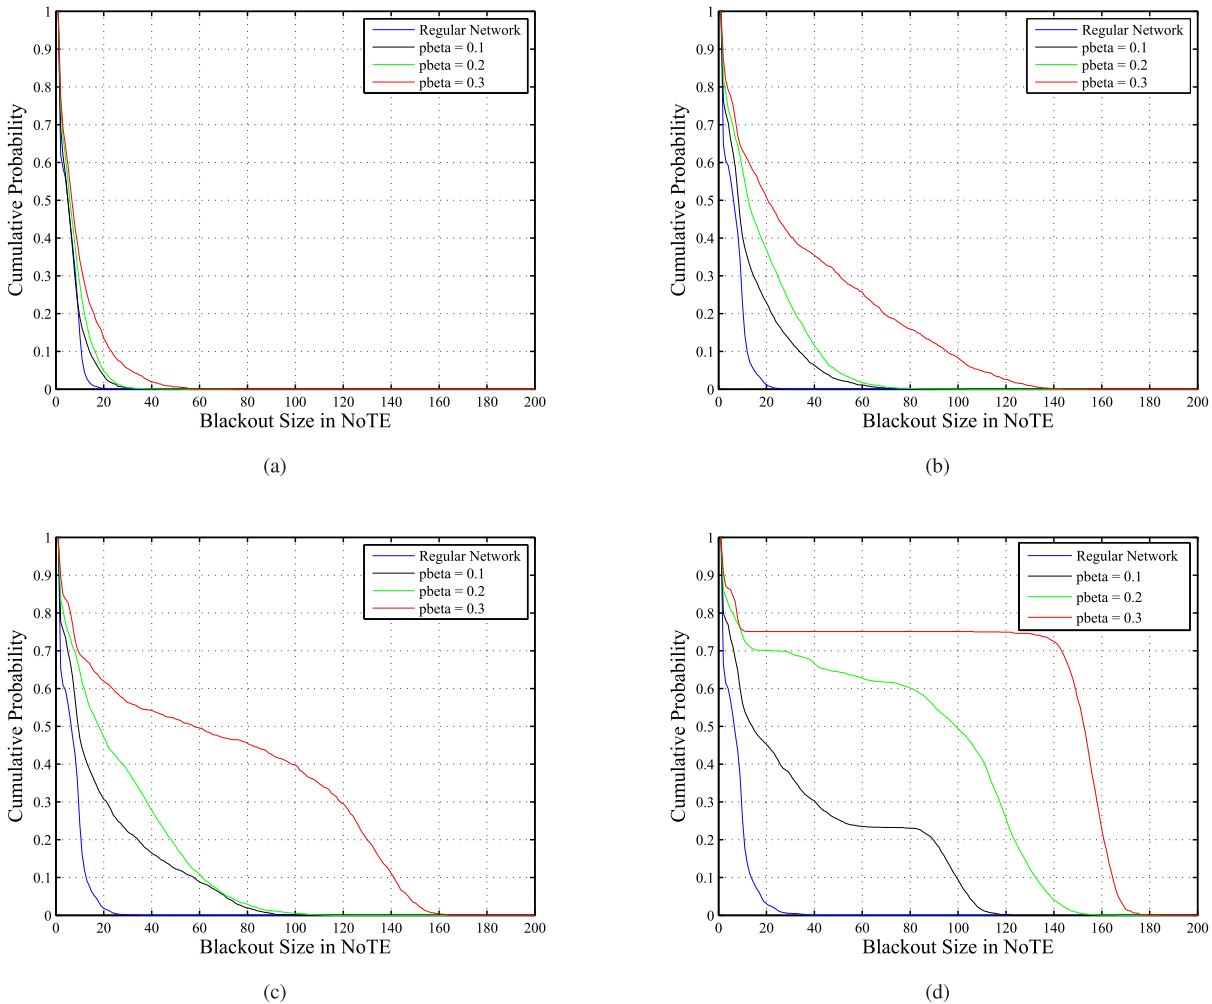 Cumulative Probability
1
0.9
0.8
0.7
0.6
0.5
0.4
0.3
0.2
0.1
0
Regular Network
pbeta = 0.1
pbeta = 0.2
pbeta = 0.3
0 20 40 60 80 100 120 140 160 180 200
Blackout Size in NoTE
(a)
Cumulative Probability
1
0.9
0.8
0.7
0.6
0.5
0.4
0.3
0.2
0.1
0
Regular Network
pbeta = 0.1
pbeta = 0.2
pbeta = 0.3
0 20 40 60 80 100 120 140 160 180 200
Blackout Size in NoTE
(b)
Cumulative Probability
1
0.9
0.8
0.7
0.6
0.5
0.4
0.3
0.2
0.1
0
Regular Network
pbeta = 0.1
pbeta = 0.2
pbeta = 0.3
0 20 40 60 80 100 120 140 160 180 200
Blackout Size in NoTE
(c)
Cumulative Probability
1
0.9
0.8
0.7
0.6
0.5
0.4
0.3
0.2
0.1
0
Regular Network
pbeta = 0.1
pbeta = 0.2
pbeta = 0.3
0 20 40 60 80 100 120 140 160 180 200
Blackout Size in NoTE
(d)